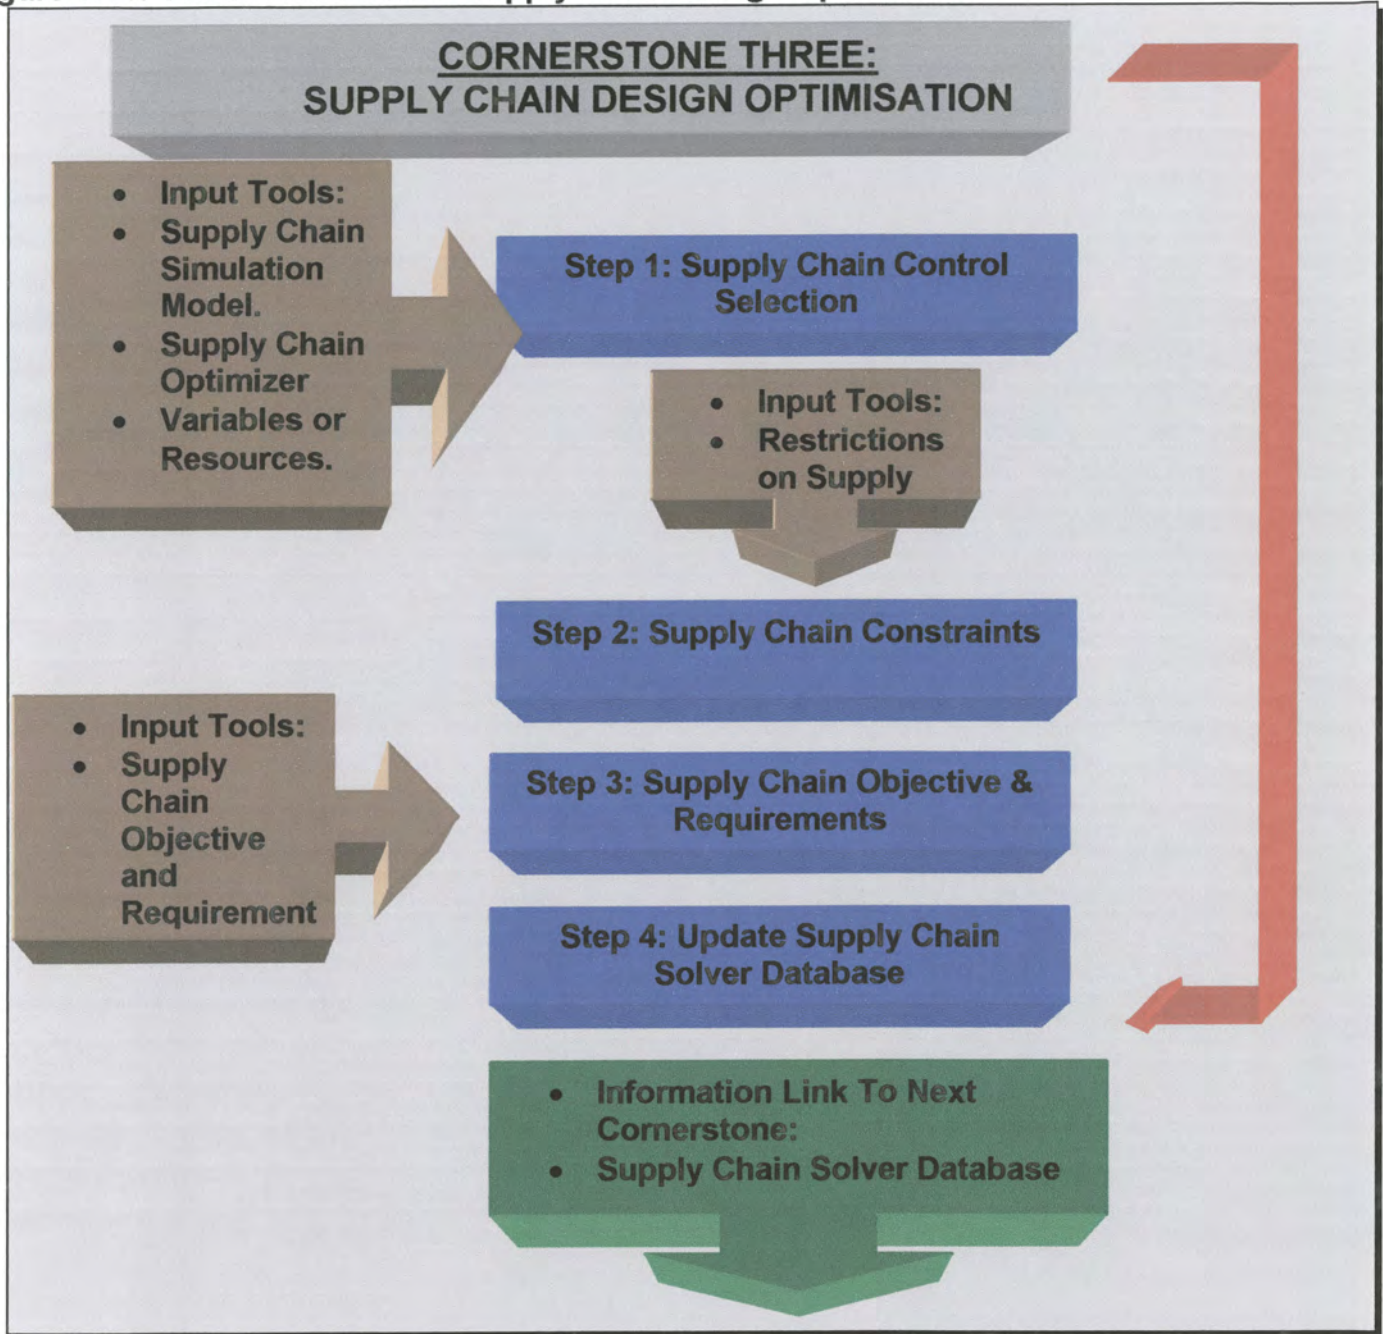 CORNERSTONE THREE:
SUPPLY CHAIN DESIGN OPTIMISATION
• Input Tools:
• Supply Chain
Simulation
Model.
• Supply Chain
Optimizer
• Variables or
Resources.
Step 1: Supply Chain Control
Selection
• Input Tools:
• Restrictions
on Supply
Step 2: Supply Chain Constraints
• Input Tools:
• Supply
Chain
Objective
and
Requirement
Step 3: Supply Chain Objective &
Requirements
Step 4: Update Supply Chain
Solver Database
• Information Link To Next
Cornerstone:
• Supply Chain Solver Database